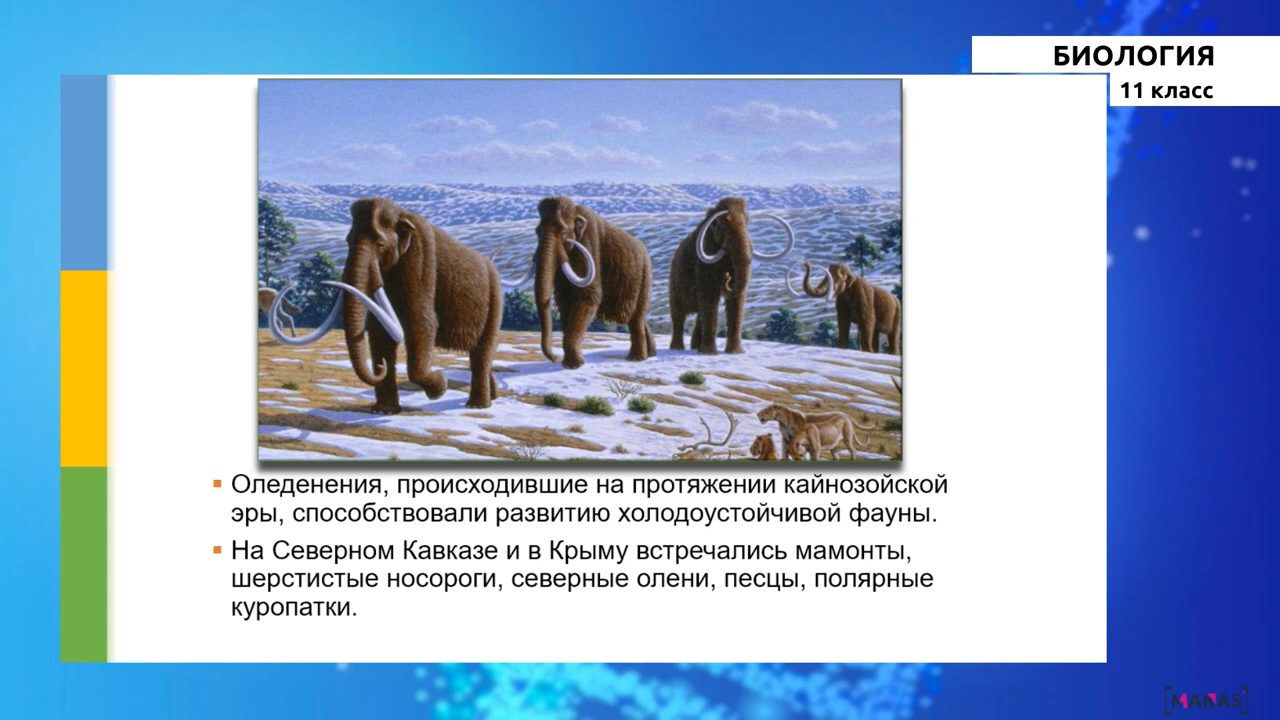 БИОЛОГИЯ
11 класс
Оледенения, происходившие на протяжении кайнозойской
эры, способствовали развитию холодоустойчивой фауны.
На Северном Кавказе и в Крыму встречались мамонты,
шерстистые носороги, северные олени, песцы, полярные
куропатки.
[MANAS]